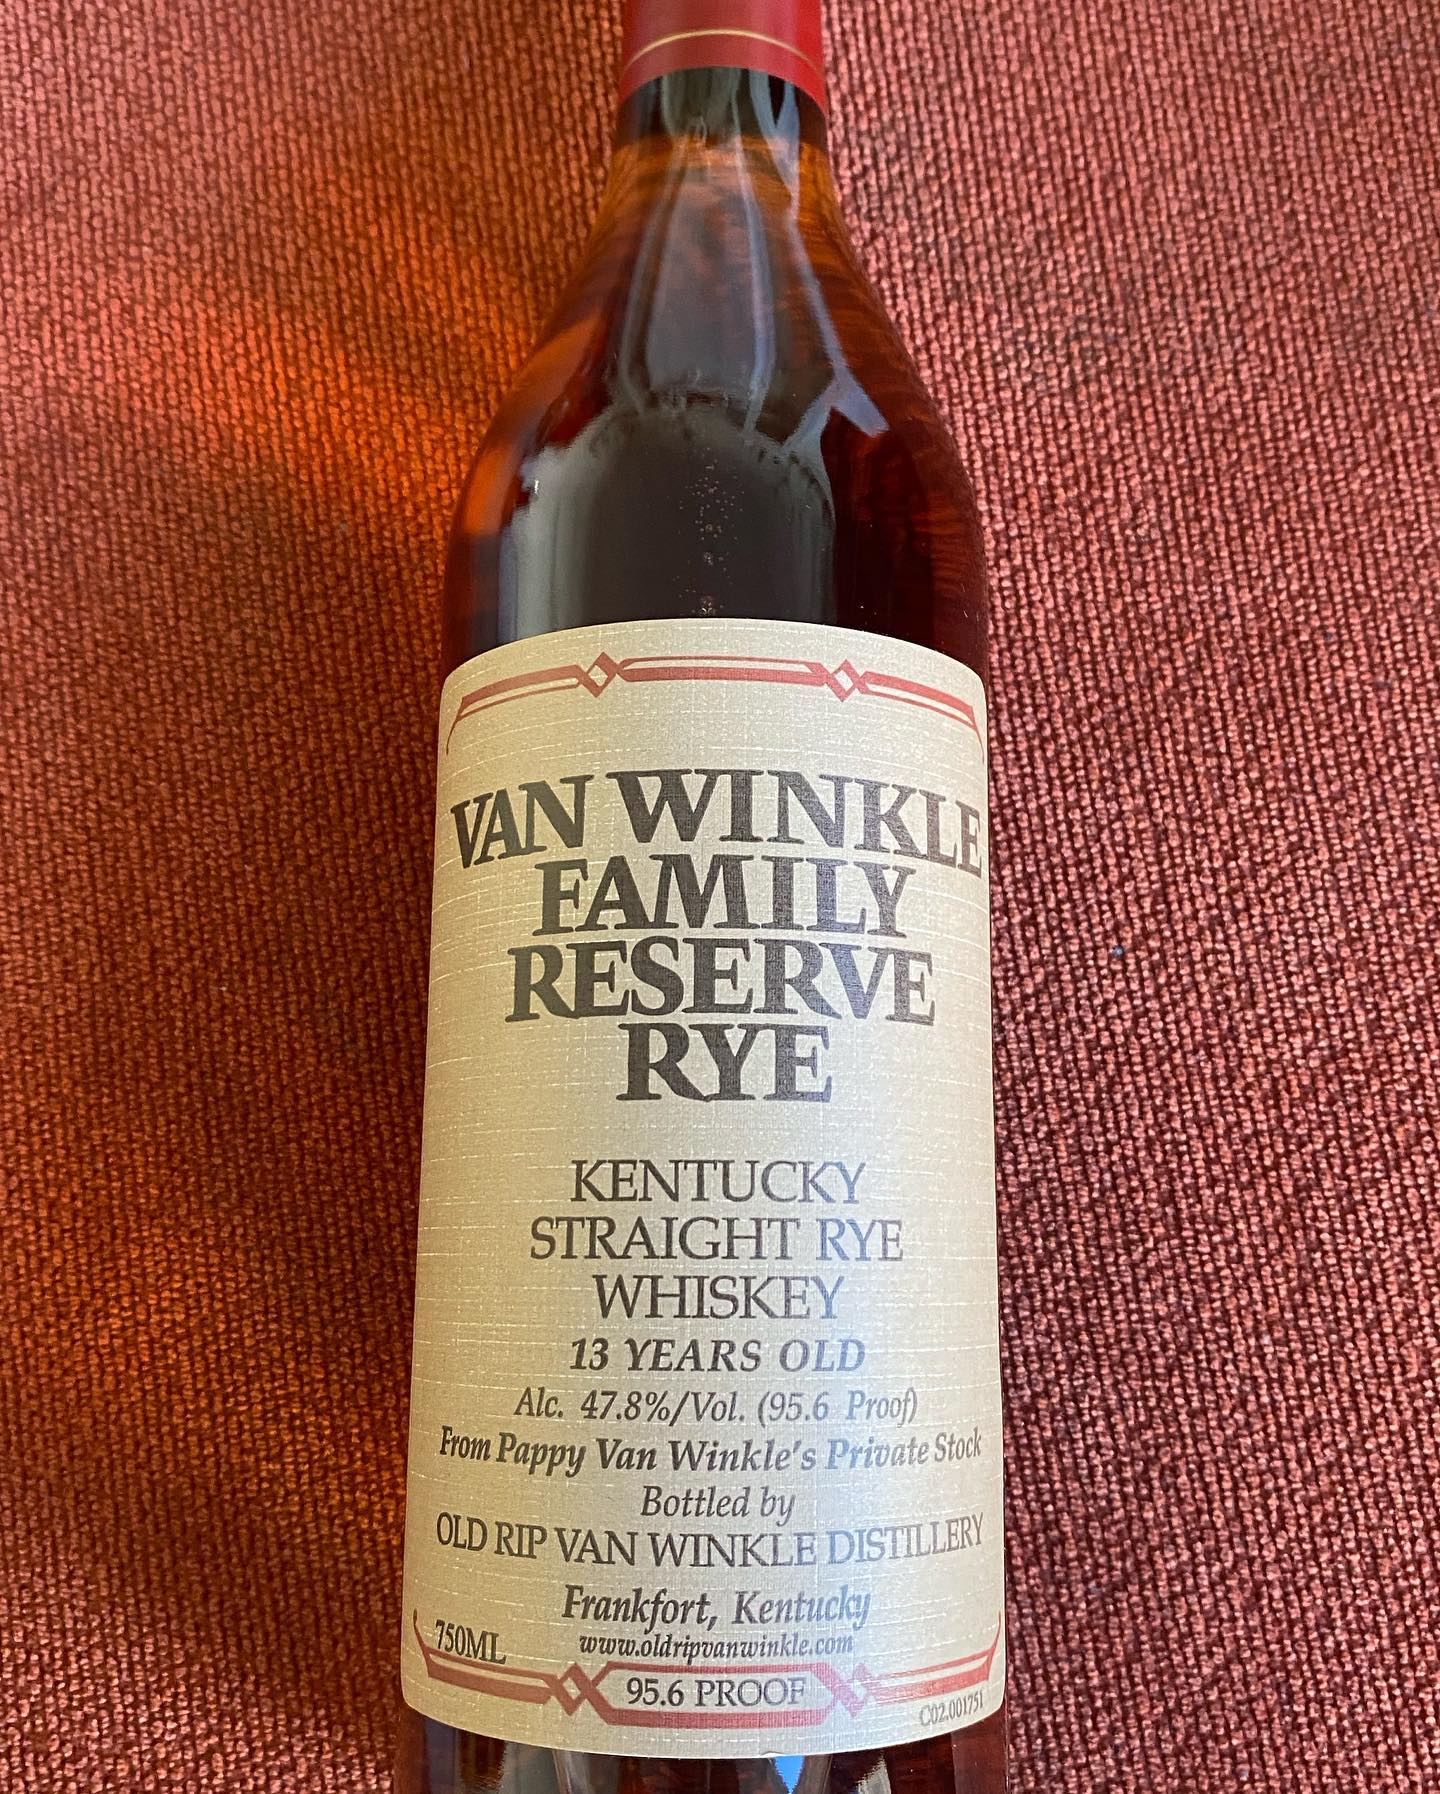 VAN WINKLE
FAMILY
RESERVE
RYE
KENTUCKY
STRAIGHT RYE
WHISKEY
13 YEARS OLD
Alc. 47.8%/Vol. (95.6 Proof)
From Pappy Van Winkle's Private Stock
Bottled by
OLD RIP VAN WINKLE DISTILLERY
Frankfort, Kentucky
750ML
www.oldripvanwinkle.com
95.6 PROOF
C02.001751